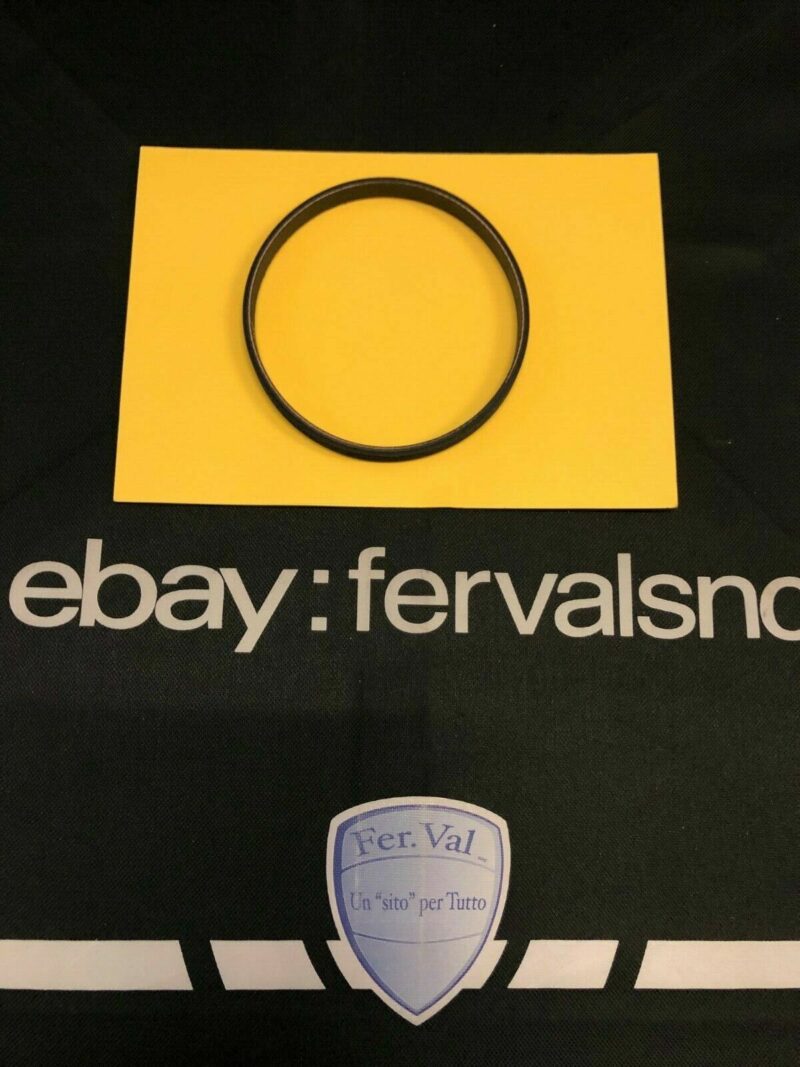 ebay:fervalsno
Fer.Val
Un "sito" per Tutto